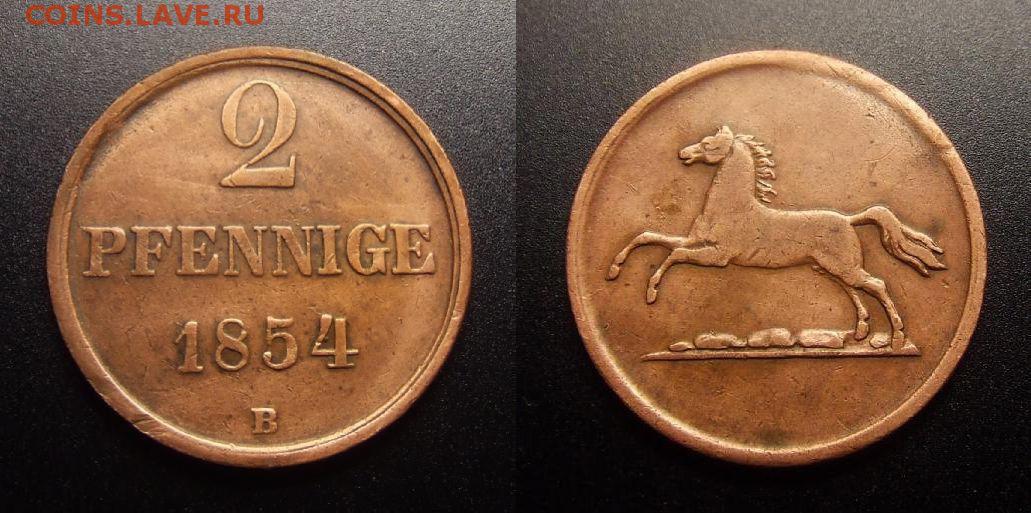 COINS.LAVE.RU
2
PFENNIGE
1854
B